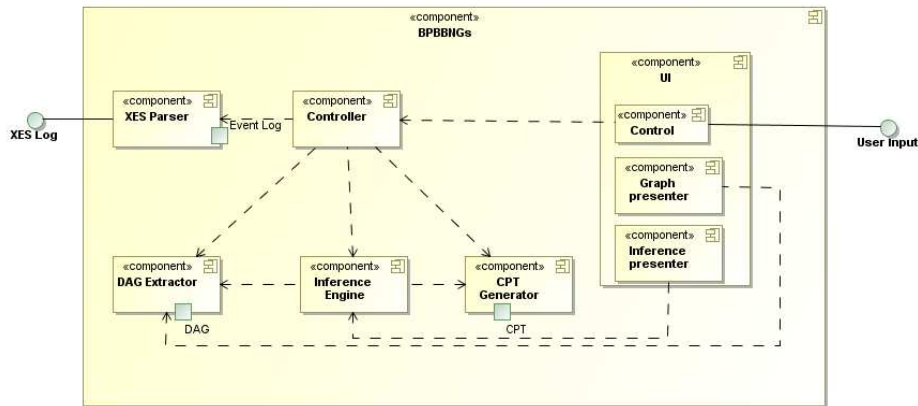 «component»
BPBBNGs
«component»
UI
«component»
XES Parser
Event Log
«component»
Controller
«component»
Control
XES Log
User Input
«component»
Graph
presenter
«component»
Inference
presenter
«component»
DAG Extractor
DAG
«component»
Inference
Engine
«component»
CPT
Generator
CPT